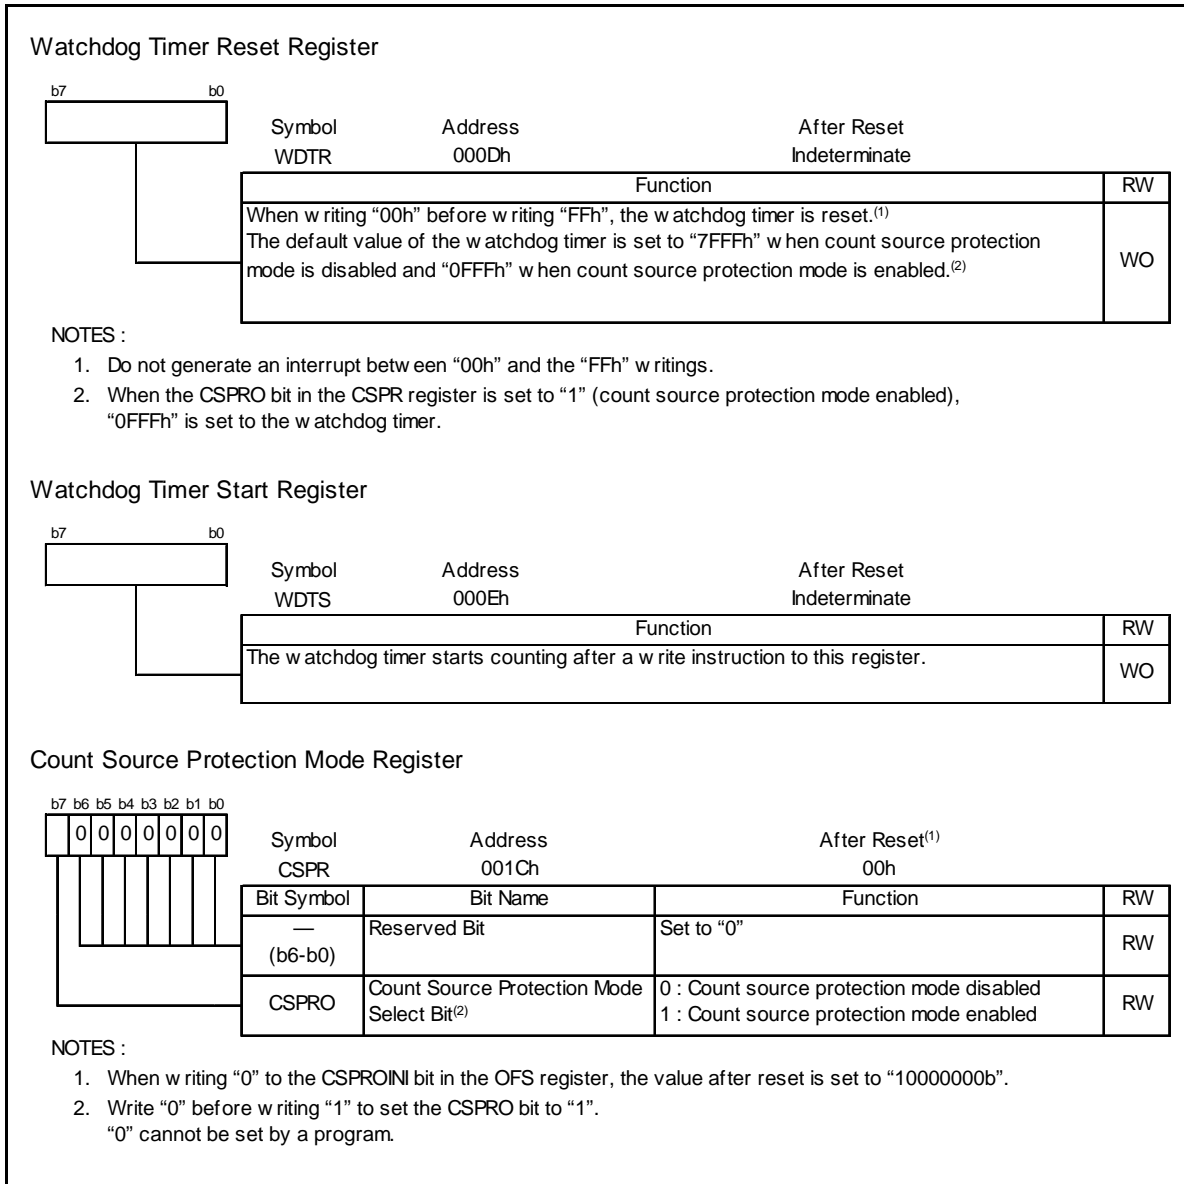 Watchdog Timer Reset Register
b7 b0
Symbol Address After Reset
WDTR 000Dh Indeterminate
Function RW
When writing “00h” before writing “FFh”, the watchdog timer is reset.(1)
The default value of the watchdog timer is set to “7FFFh” when count source protection
mode is disabled and “0FFFh” when count source protection mode is enabled.(2)
WO
NOTES :
1. Do not generate an interrupt between “00h” and the “FFh” writings.
2. When the CSPRO bit in the CSPR register is set to “1” (count source protection mode enabled),
“0FFFh” is set to the watchdog timer.
Watchdog Timer Start Register
b7 b0
Symbol Address After Reset
WDTS 000Eh Indeterminate
Function RW
The watchdog timer starts counting after a write instruction to this register.
WO
Count Source Protection Mode Register
b7 b6 b5 b4 b3 b2 b1 b0
0 0 0 0 0 0 0
Symbol Address After Reset(1)
CSPR 001Ch 00h
Bit Symbol Bit Name Function RW
— Reserved Bit Set to “0”
(b6-b0) RW
CSPRO Count Source Protection Mode 0 : Count source protection mode disabled
Select Bit(2) 1 : Count source protection mode enabled RW
NOTES :
1. When writing “0” to the CSPROINI bit in the OFS register, the value after reset is set to “10000000b”.
2. Write “0” before writing “1” to set the CSPRO bit to “1”.
“0” cannot be set by a program.